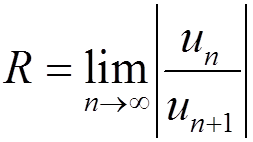 R = lim_{n→∞} |u_n / u_{n+1}|